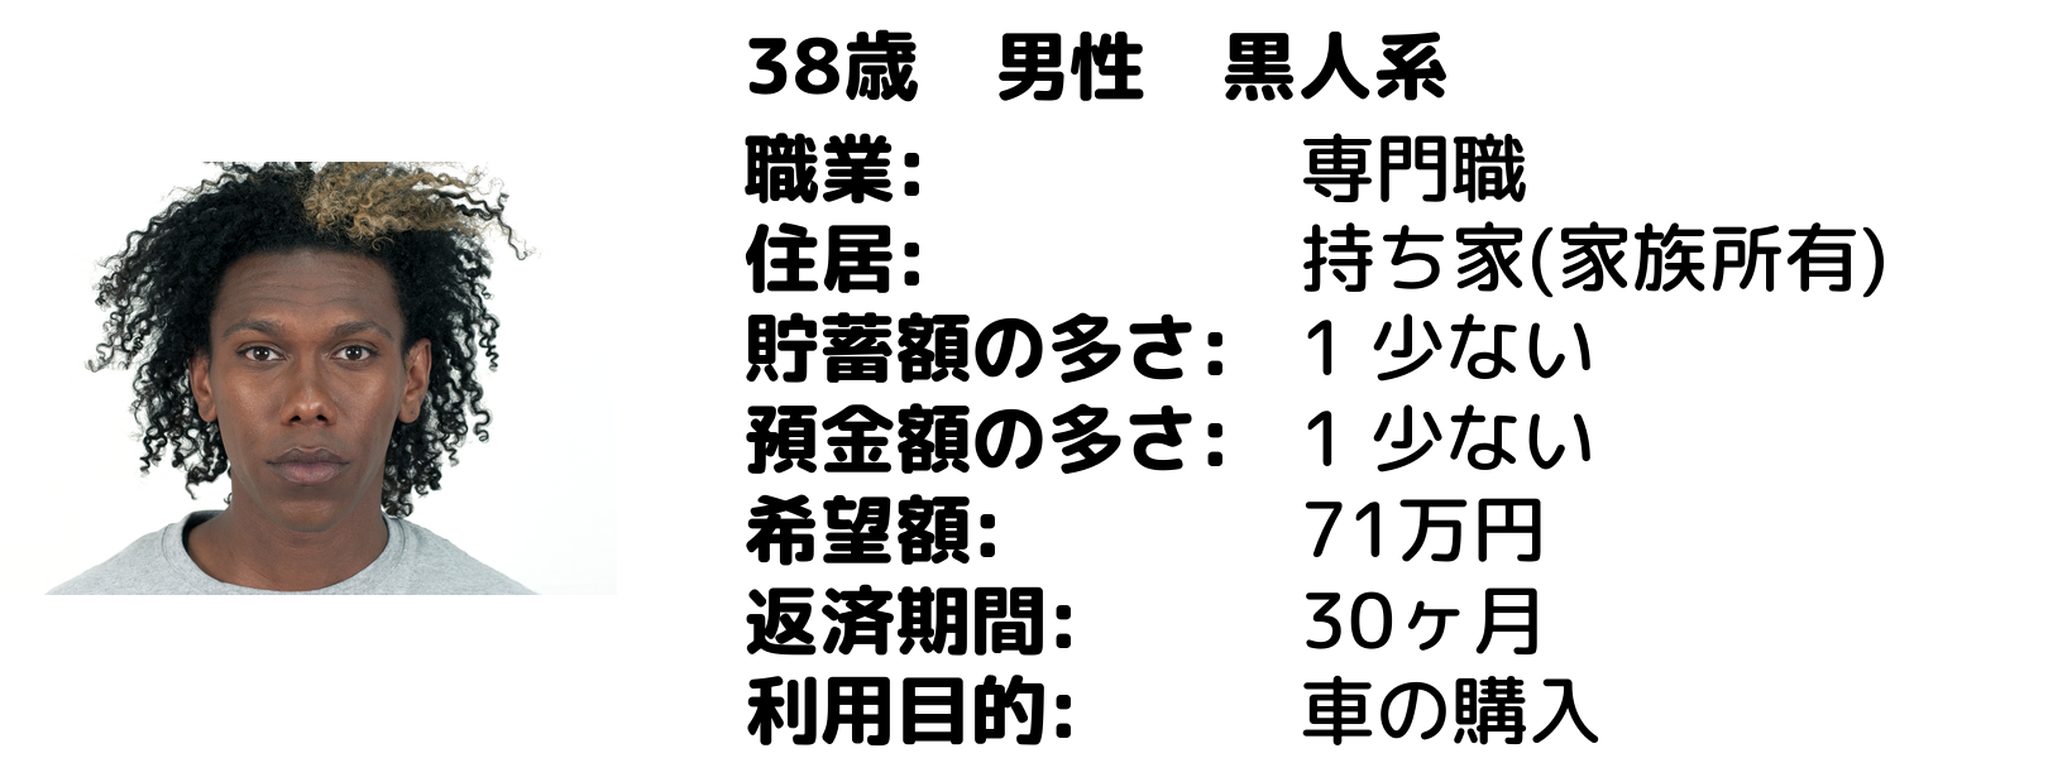 38歳　男性　黒人系
職業: 専門職
住居: 持ち家(家族所有)
貯蓄額の多さ: 1 少ない
預金額の多さ: 1 少ない
希望額: 71万円
返済期間: 30ヶ月
利用目的: 車の購入